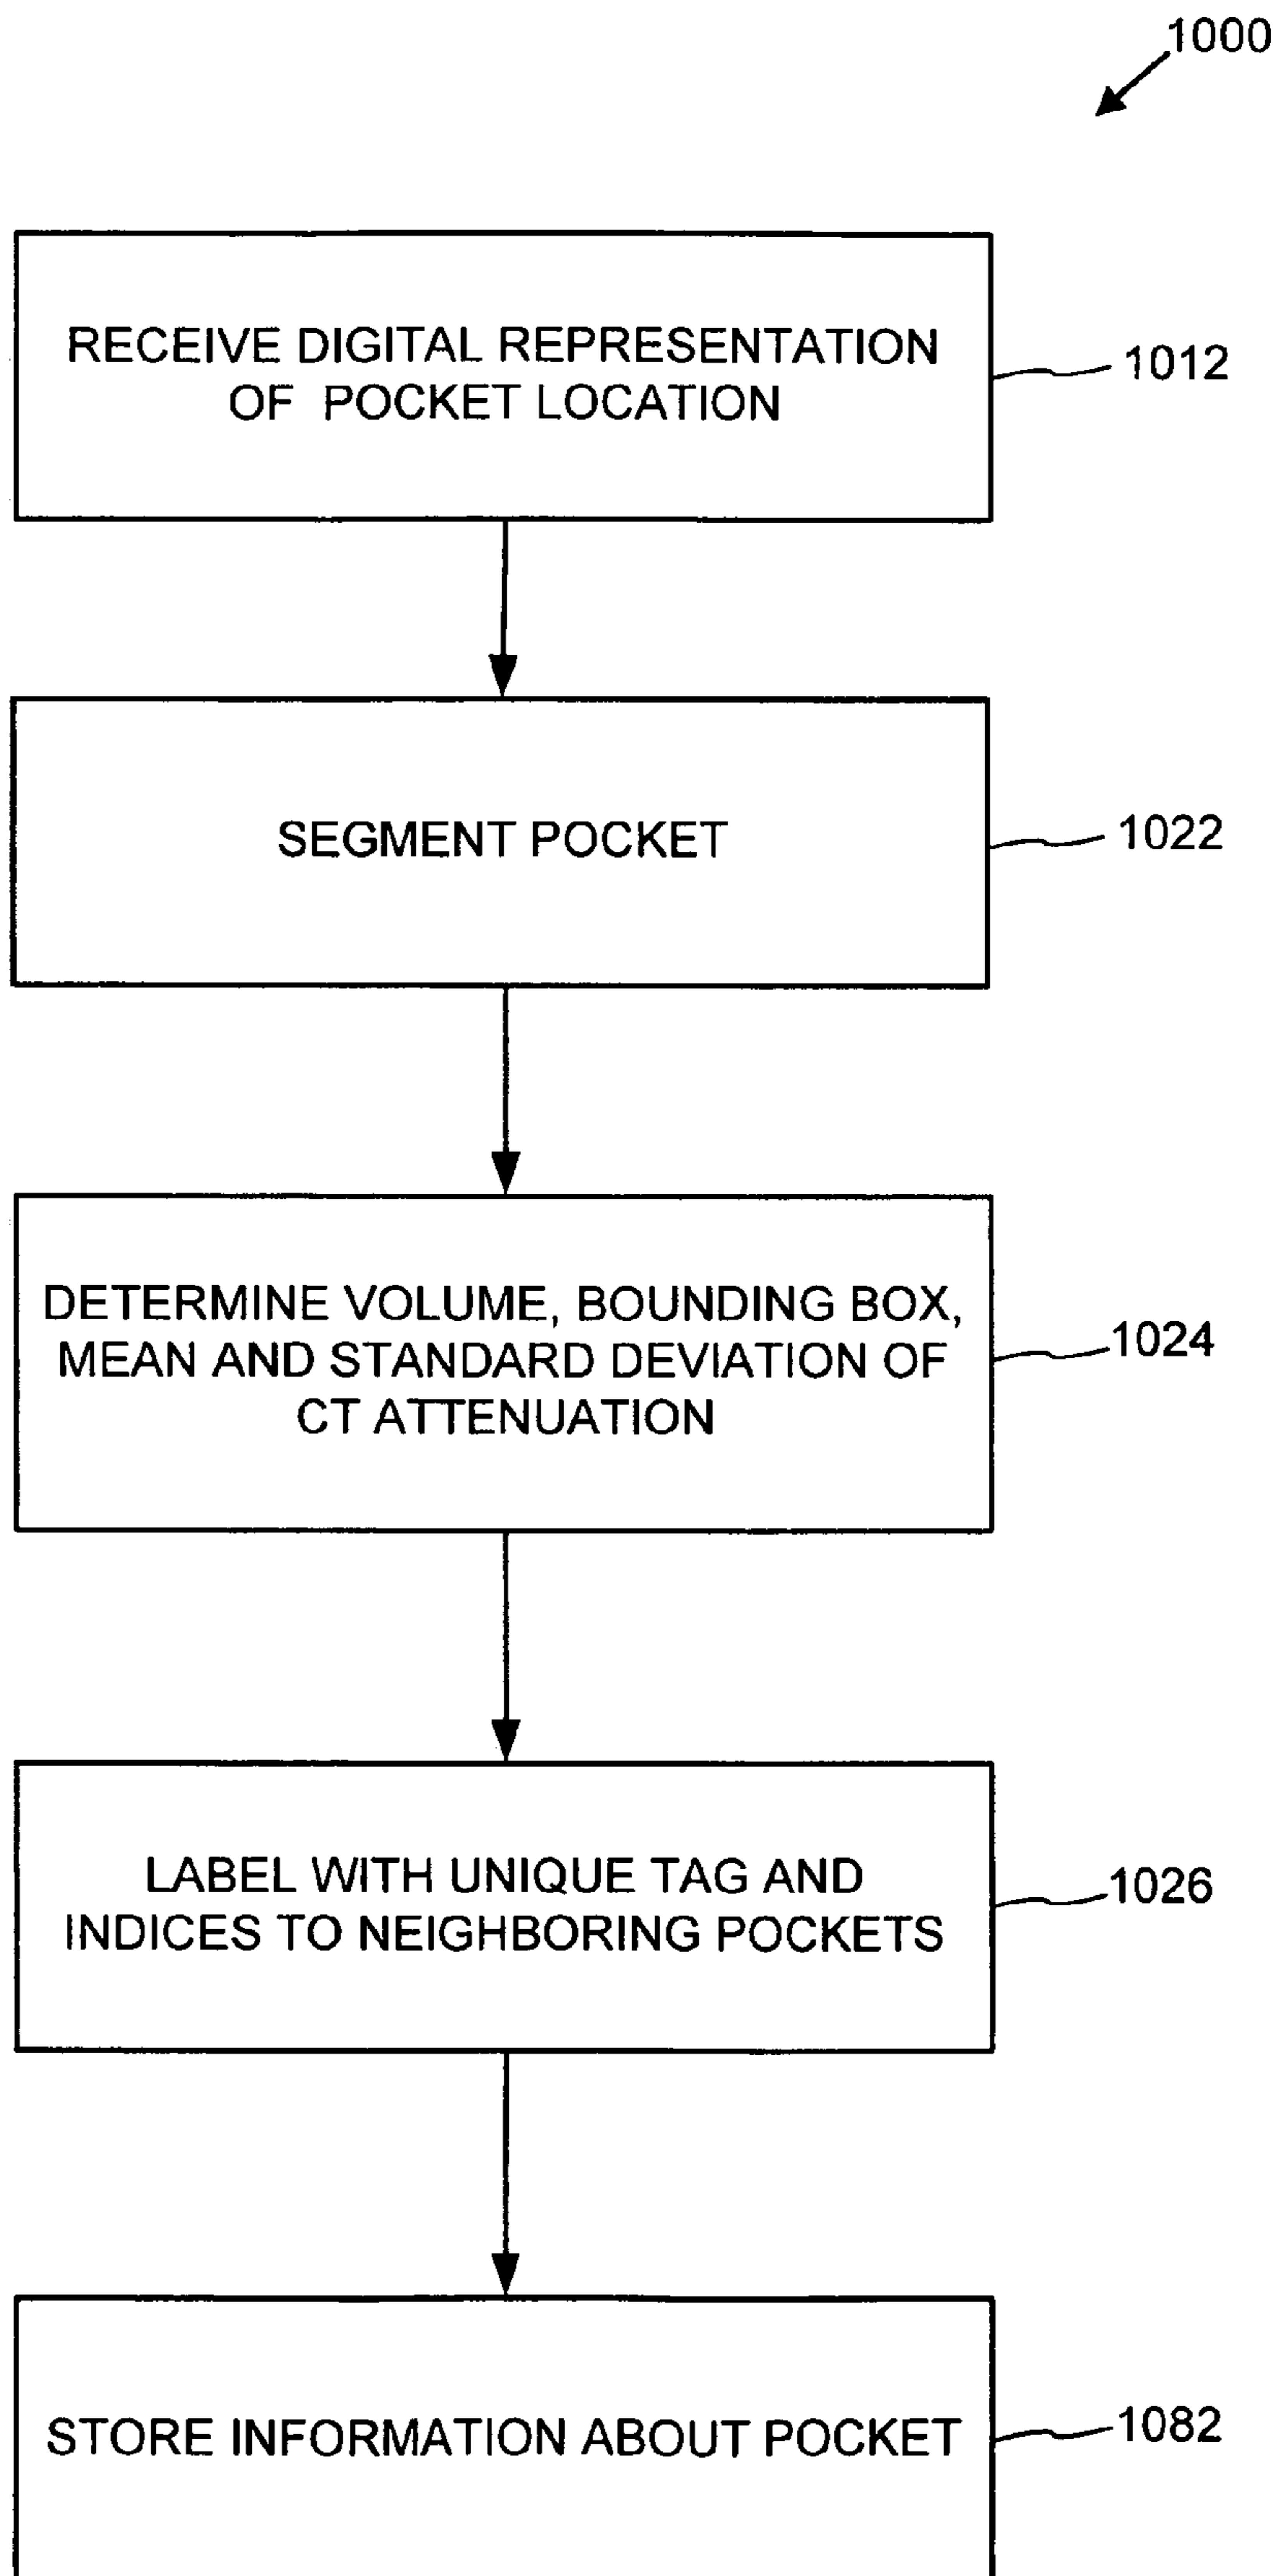 1000
RECEIVE DIGITAL REPRESENTATION
OF POCKET LOCATION
1012
SEGMENT POCKET
1022
DETERMINE VOLUME, BOUNDING BOX,
MEAN AND STANDARD DEVIATION OF
CT ATTENUATION
1024
LABEL WITH UNIQUE TAG AND
INDICES TO NEIGHBORING POCKETS
1026
STORE INFORMATION ABOUT POCKET
1082